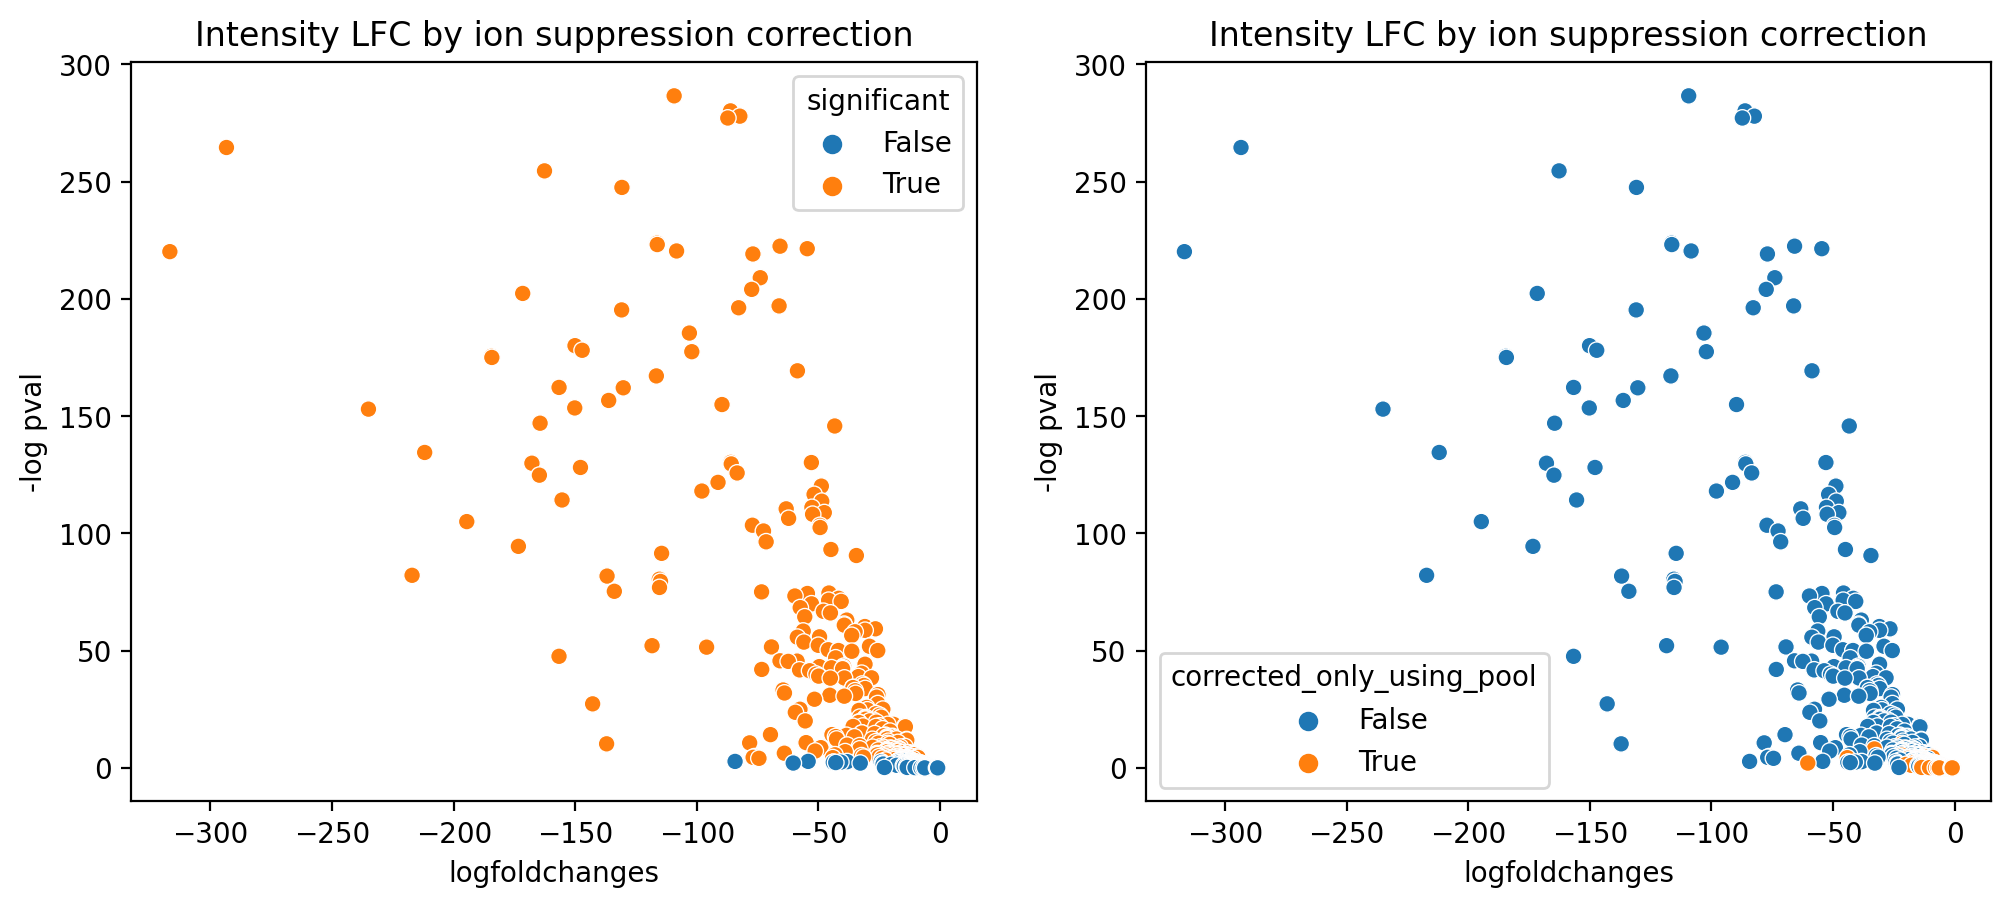 Intensity LFC by ion suppression correction
300
250
200
150
100
50
0
-log pval
significant
False
True
−300
−250
−200
−150
−100
−50
0
logfoldchanges
Intensity LFC by ion suppression correction
300
250
200
150
100
50
0
-log pval
corrected_only_using_pool
False
True
−300
−250
−200
−150
−100
−50
0
logfoldchanges